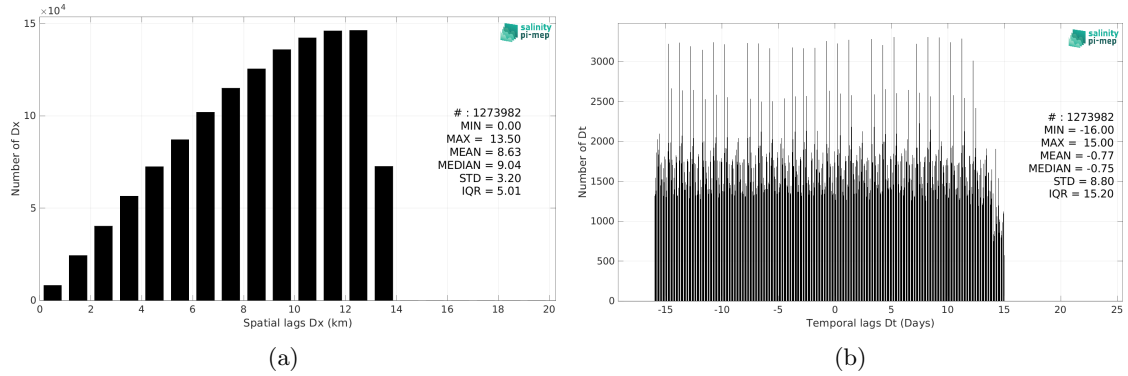 ×10⁴
15
10
5
0
Number of Dx
salinity
pi-mep
# : 1273982
MIN = 0.00
MAX = 13.50
MEAN = 8.63
MEDIAN = 9.04
STD = 3.20
IQR = 5.01
0 2 4 6 8 10 12 14 16 18 20
Spatial lags Dx (km)
(a)
3000
2500
2000
1500
1000
500
0
Number of Dt
salinity
pi-mep
# : 1273982
MIN = -16.00
MAX = 15.00
MEAN = -0.77
MEDIAN = -0.75
STD = 8.80
IQR = 15.20
-15 -10 -5 0 5 10 15 20 25
Temporal lags Dt (Days)
(b)